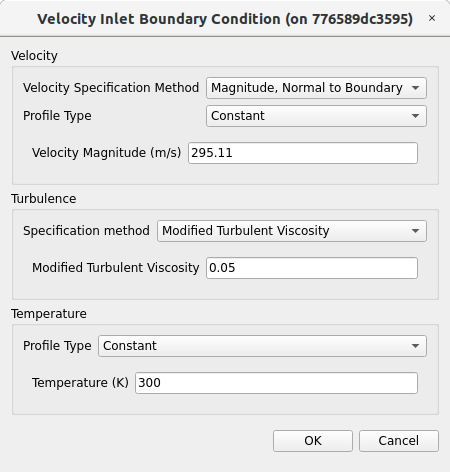 Velocity Inlet Boundary Condition (on 776589dc3595) ×
Velocity
Velocity Specification Method Magnitude, Normal to Boundary
Profile Type Constant
Velocity Magnitude (m/s) 295.11
Turbulence
Specification method Modified Turbulent Viscosity
Modified Turbulent Viscosity 0.05
Temperature
Profile Type Constant
Temperature (K) 300
OK Cancel